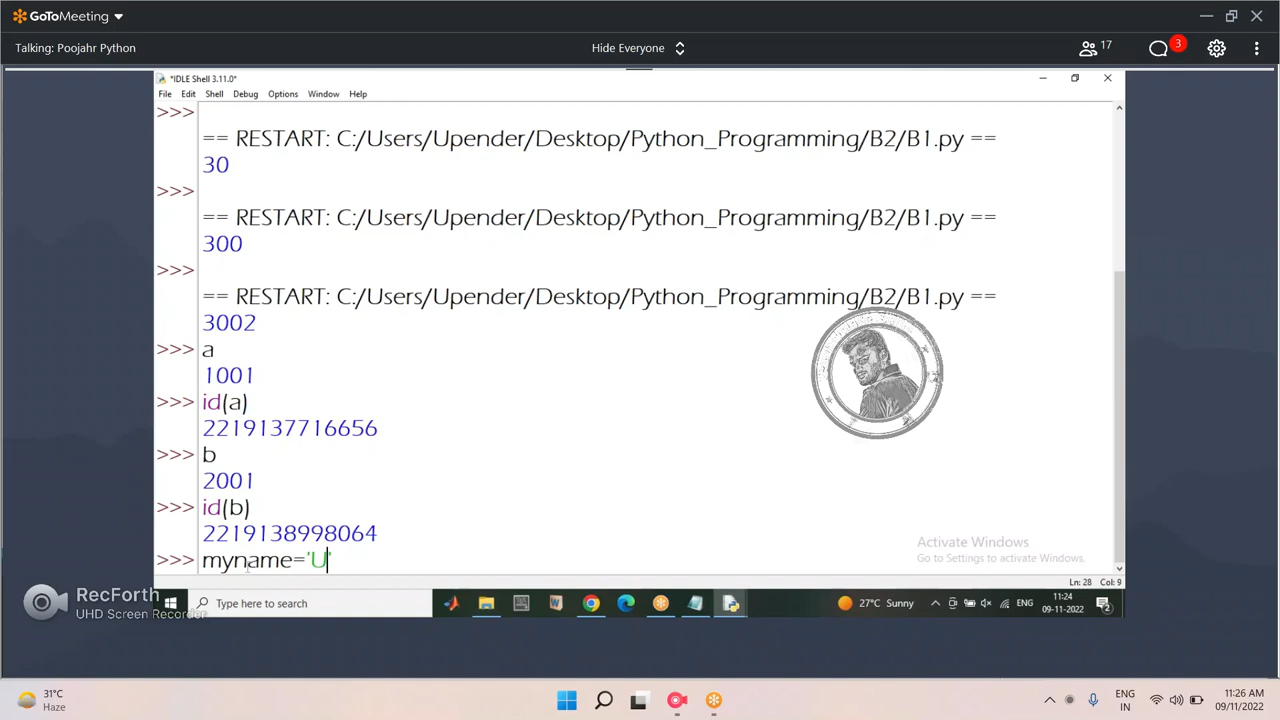 GoToMeeting
Talking: Poojahr Python
Hide Everyone
17
3
*IDLE Shell 3.11.0*
File Edit Shell Debug Options Window Help
>>>
== RESTART: C:/Users/Upender/Desktop/Python_Programming/B2/B1.py ==
30
>>>
== RESTART: C:/Users/Upender/Desktop/Python_Programming/B2/B1.py ==
300
>>>
== RESTART: C:/Users/Upender/Desktop/Python_Programming/B2/B1.py ==
3002
>>> a
1001
>>> id(a)
2219137716656
>>> b
2001
>>> id(b)
2219138998064
>>> myname='U'
Activate Windows
Go to Settings to activate Windows.
Ln: 28 Col: 9
RecForth
UHD Screen Recorder
Type here to search
27°C Sunny
ENG
11:24
09-11-2022
2
31°C
Haze
ENG
IN
11:26 AM
09/11/2022